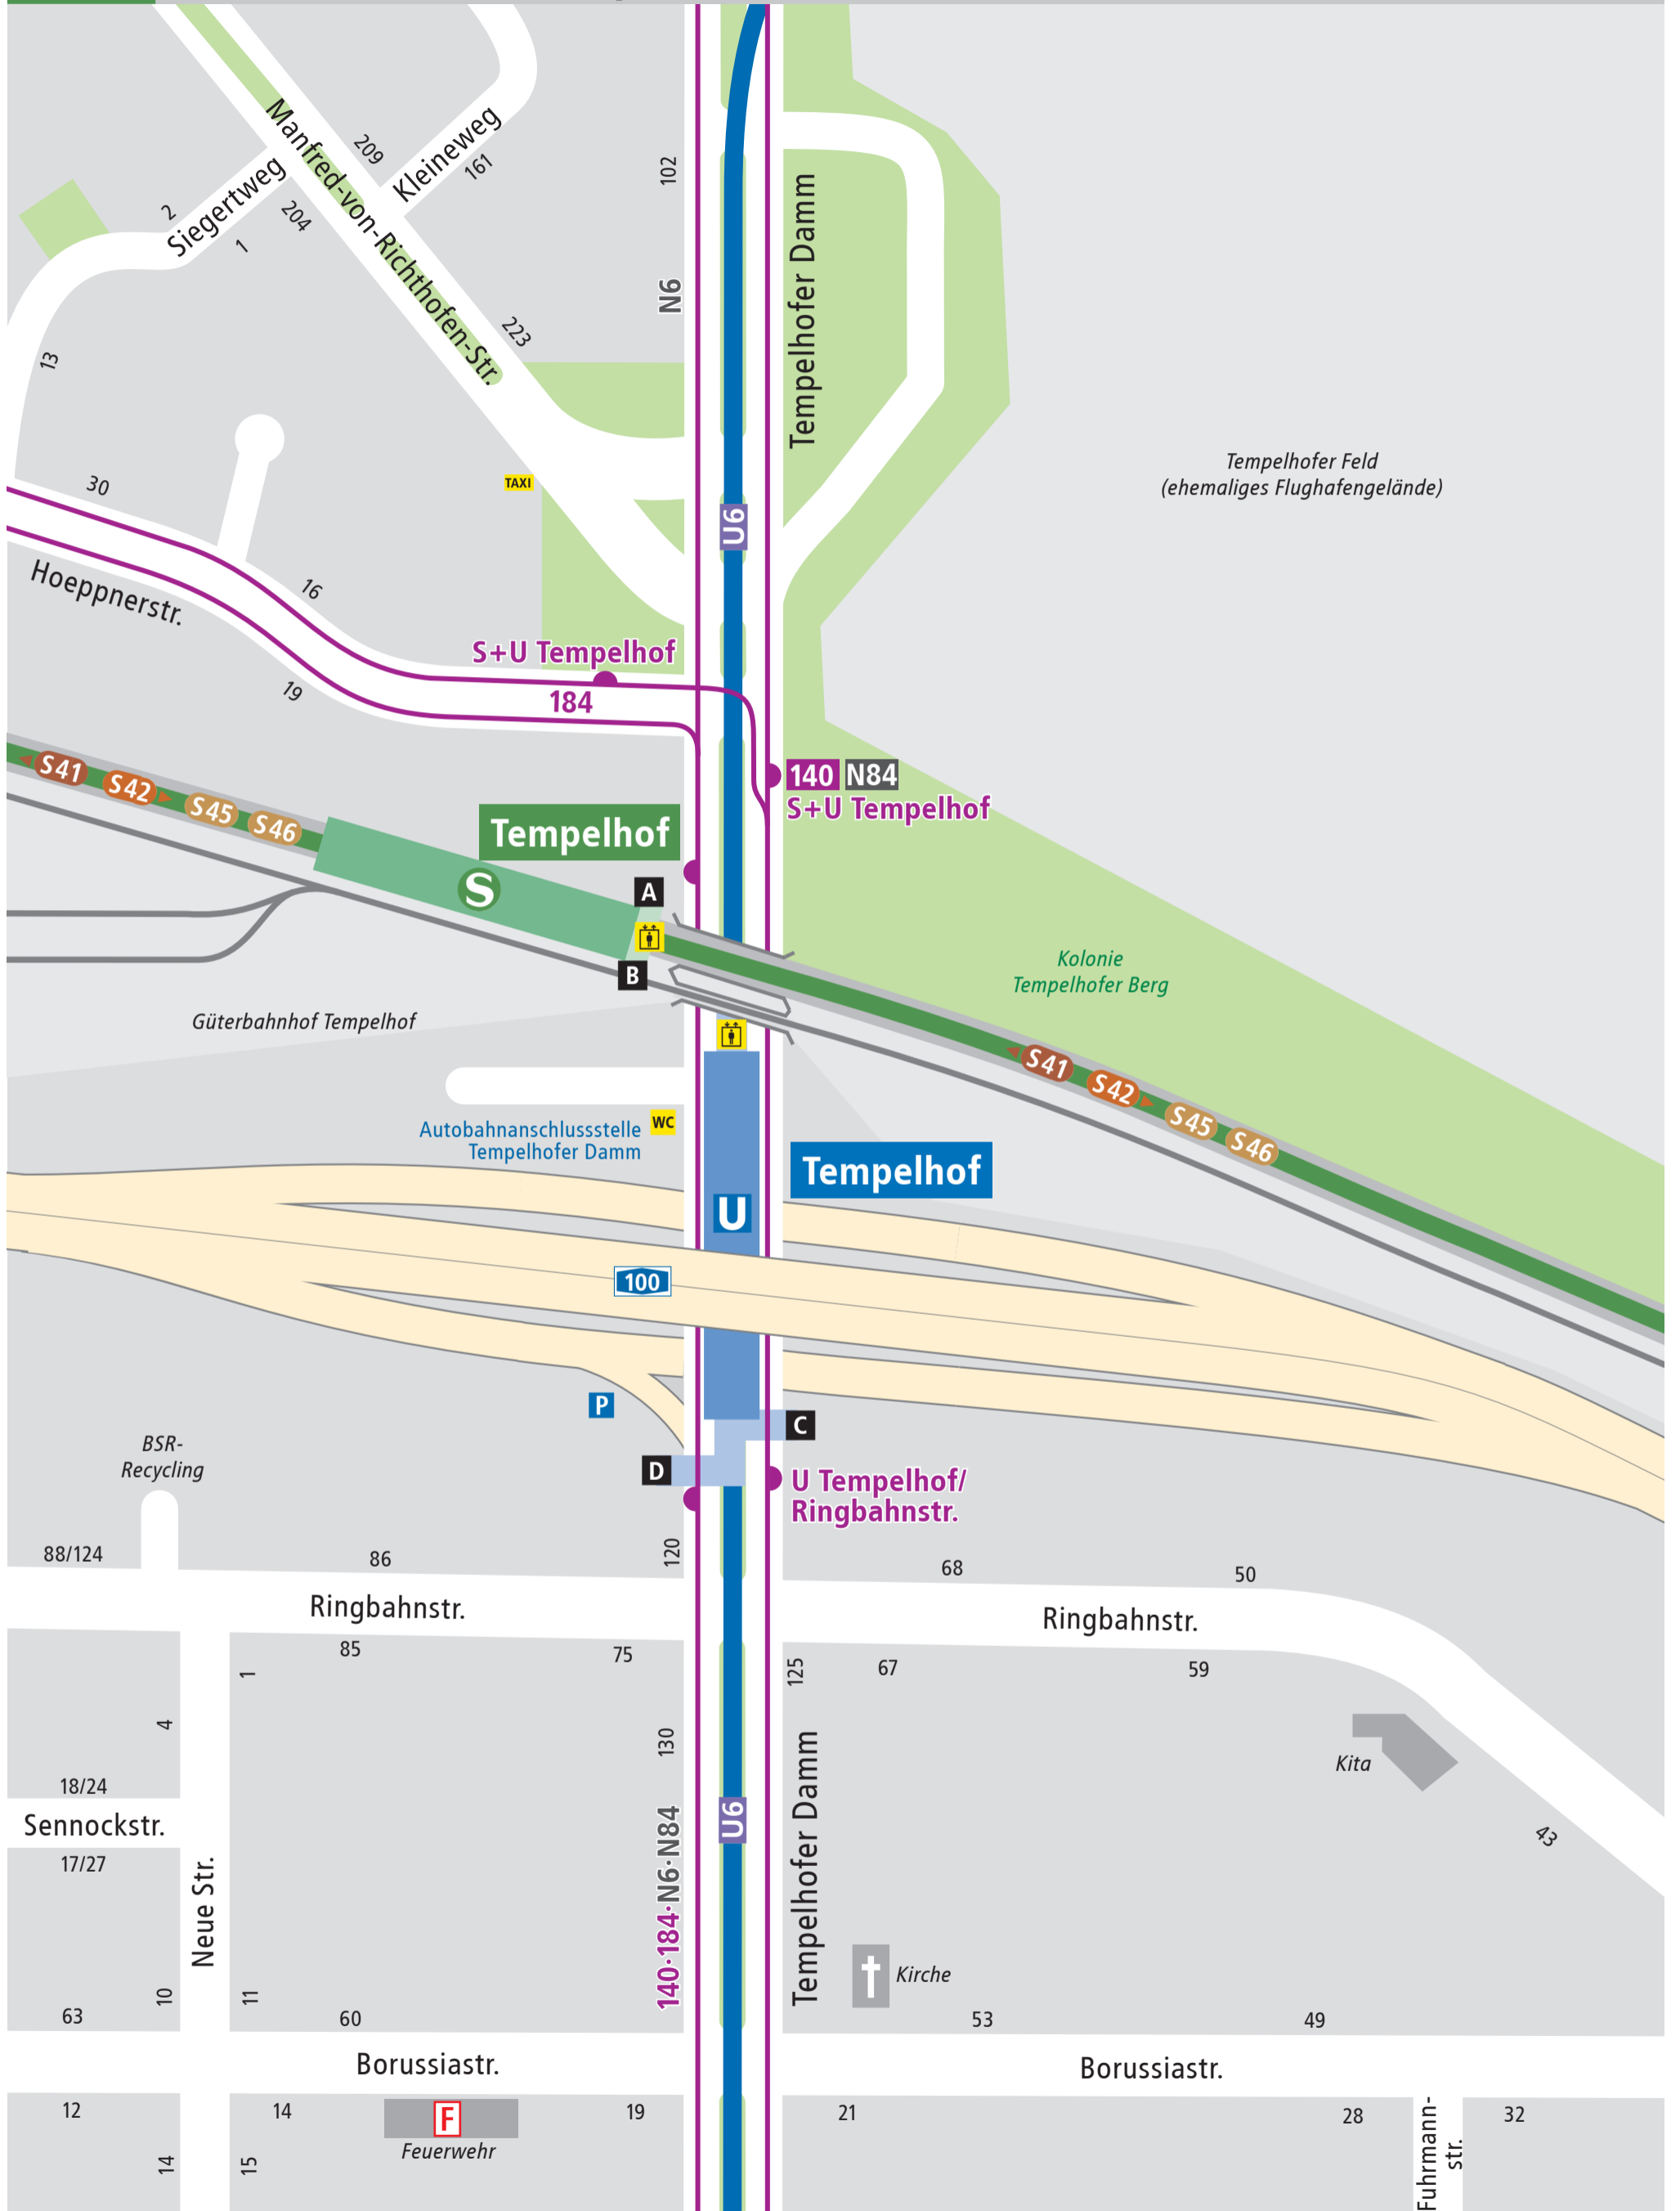 Manfred-von-Richthofen-Str.
209
Kleineweg
161
102
Siegertweg
2
1
204
223
13
N6
Tempelhofer Damm
Tempelhofer Feld
(ehemaliges Flughafengelände)
TAXI
30
U6
Hoeppnerstr.
16
19
S+U Tempelhof
184
S41
S42
S45
S46
140 N84
S+U Tempelhof
Tempelhof
S
A
B
Kolonie
Tempelhofer Berg
Güterbahnhof Tempelhof
S41
S42
S45
S46
Autobahnanschlussstelle
Tempelhofer Damm
WC
Tempelhof
U
100
P
C
D
BSR-
Recycling
U Tempelhof/
Ringbahnstr.
88/124
86
120
68
50
Ringbahnstr.
Ringbahnstr.
85
75
1
125
67
59
4
130
Kita
18/24
Sennockstr.
17/27
43
Neue Str.
140·184·N6·N84
U6
Tempelhofer Damm
Kirche
10
11
63
60
53
49
Borussiastr.
Borussiastr.
12
14
F
Feuerwehr
19
21
28
32
14
15
Fuhrmann-
str.